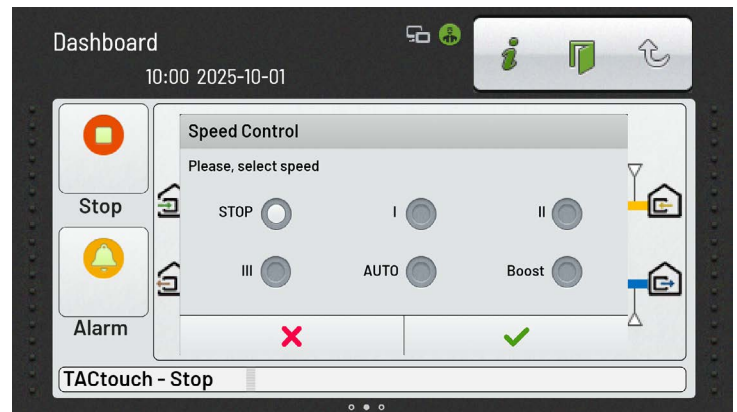 Dashboard
10:00 2025-10-01
Speed Control
Please, select speed
STOP
I
II
III
AUTO
Boost
Stop
Alarm
TACtouch - Stop